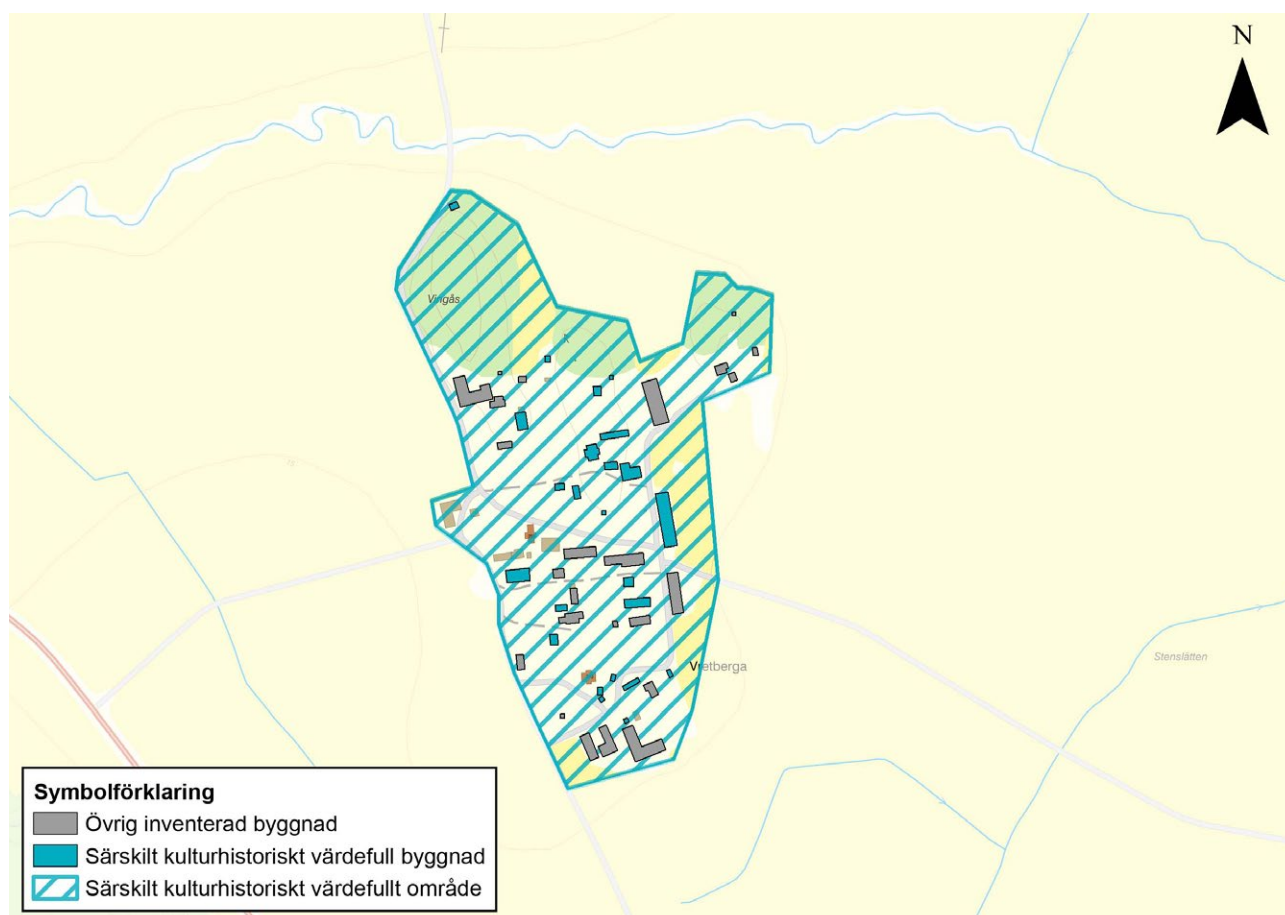 N
Vrigås
R
Vretberga
Stenslätten
Symbolförklaring
Övrig inventerad byggnad
Särskilt kulturhistoriskt värdefull byggnad
Särskilt kulturhistoriskt värdefullt område